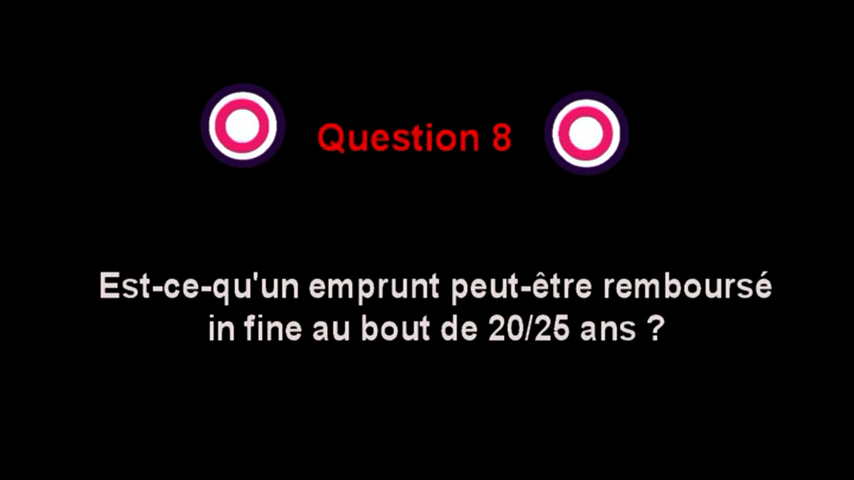 Question 8
Est-ce-qu'un emprunt peut-être remboursé
in fine au bout de 20/25 ans ?